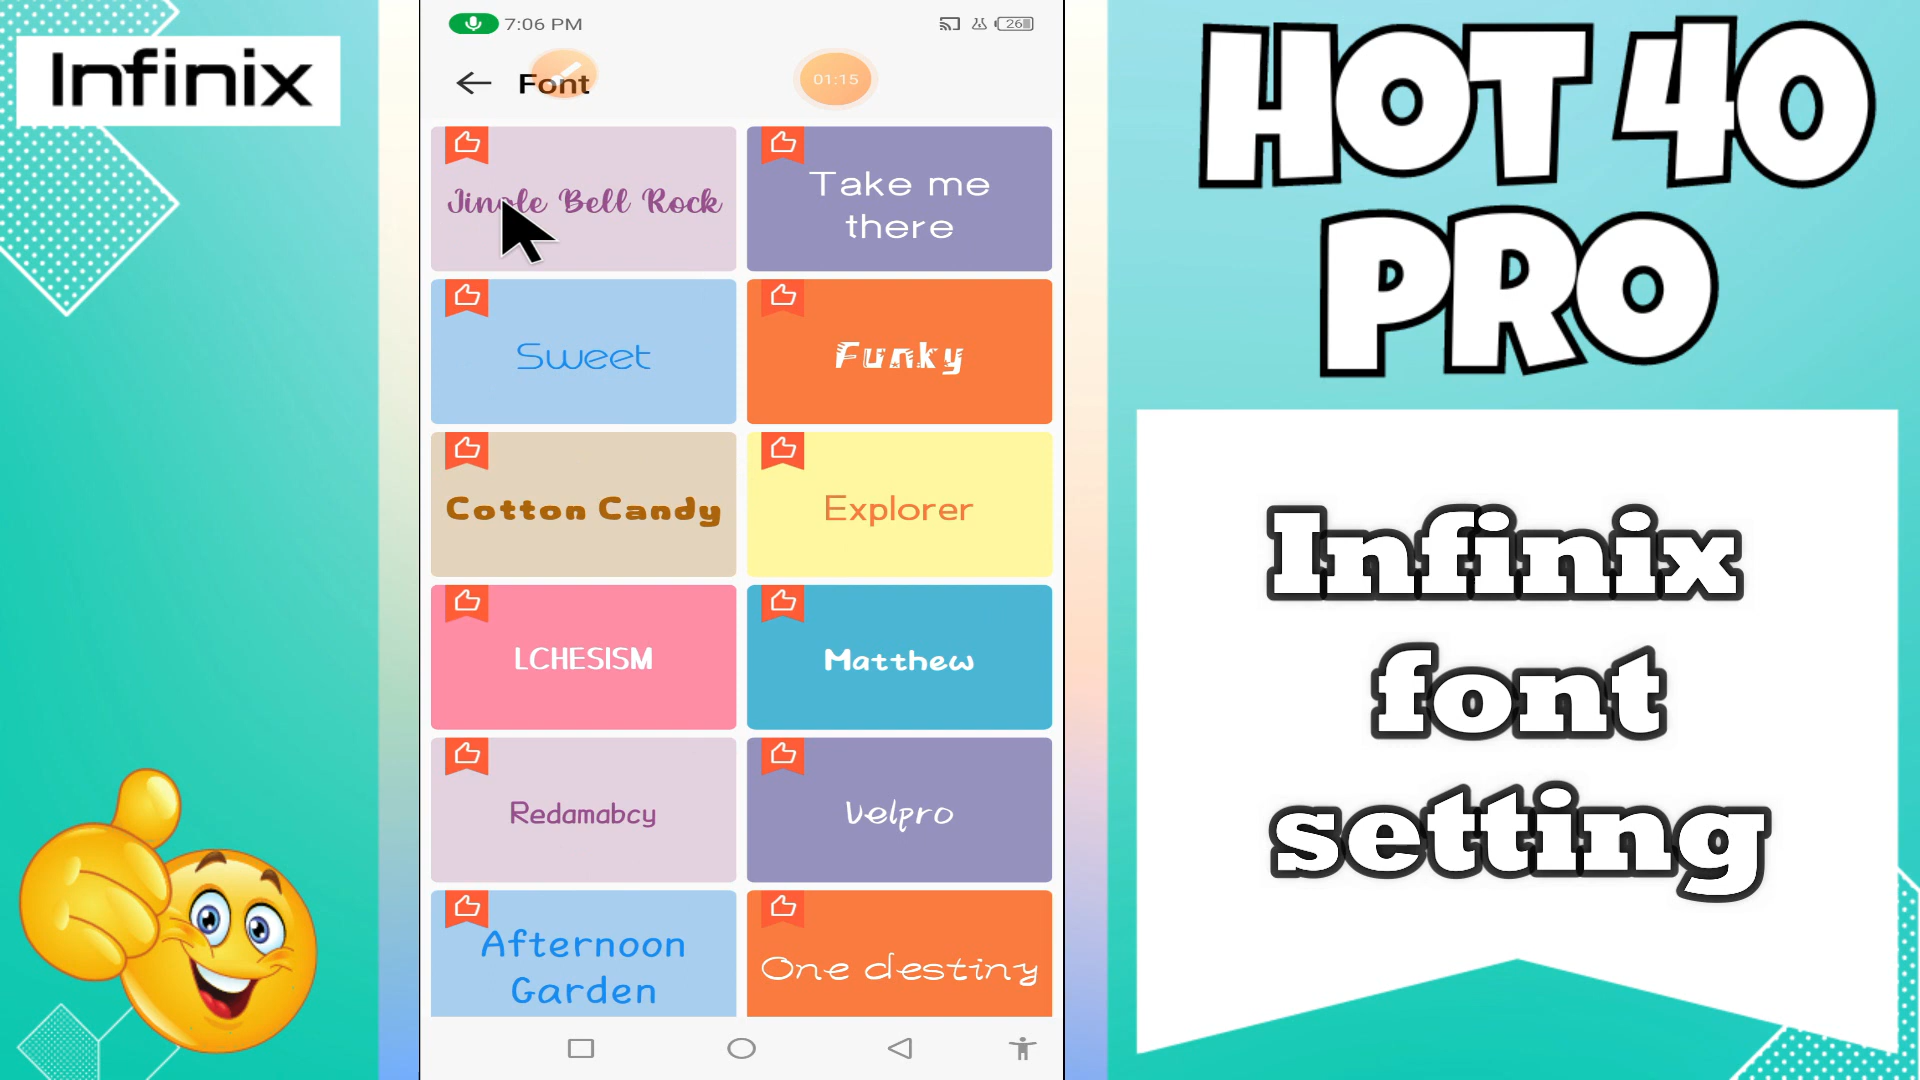 Infinix
7:06 PM
26
Font
01:15
Jingle Bell Rock
Take me
there
Sweet
Funky
Cotton Candy
Explorer
LCHESISM
Matthew
Redamabcy
Velpro
Afternoon
Garden
One destiny
HOT 40
PRO
Infinix
font
setting